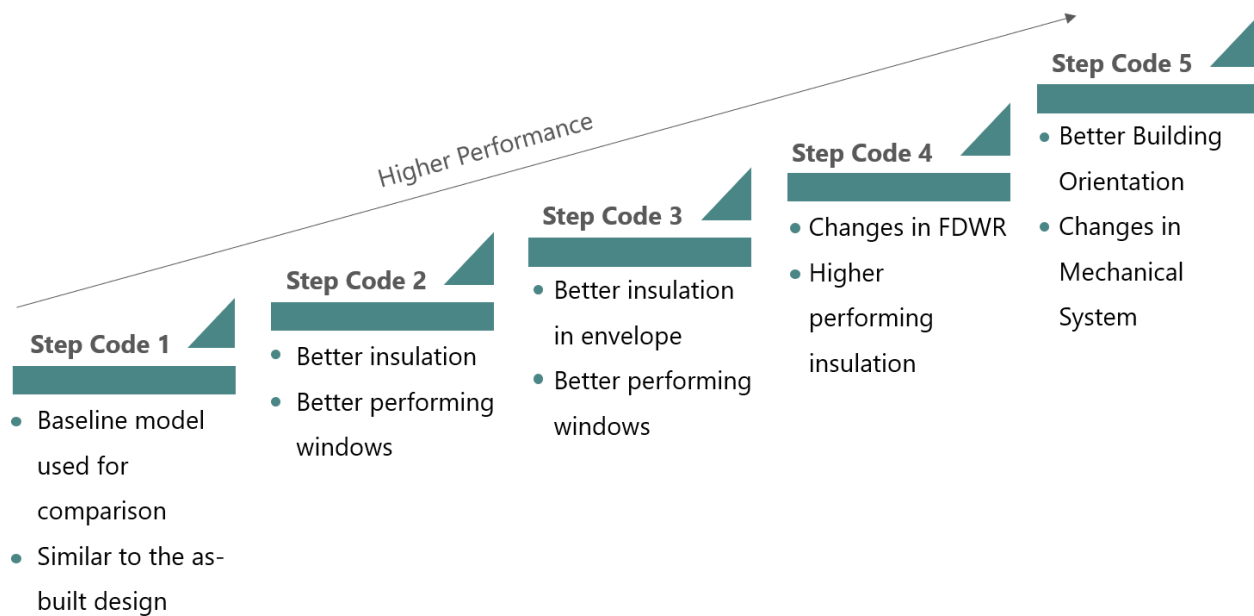 Higher Performance
Step Code 1
• Baseline model
used for
comparison
• Similar to the as-
built design
Step Code 2
• Better insulation
• Better performing
windows
Step Code 3
• Better insulation
in envelope
• Better performing
windows
Step Code 4
• Changes in FDWR
• Higher
performing
insulation
Step Code 5
• Better Building
Orientation
• Changes in
Mechanical
System